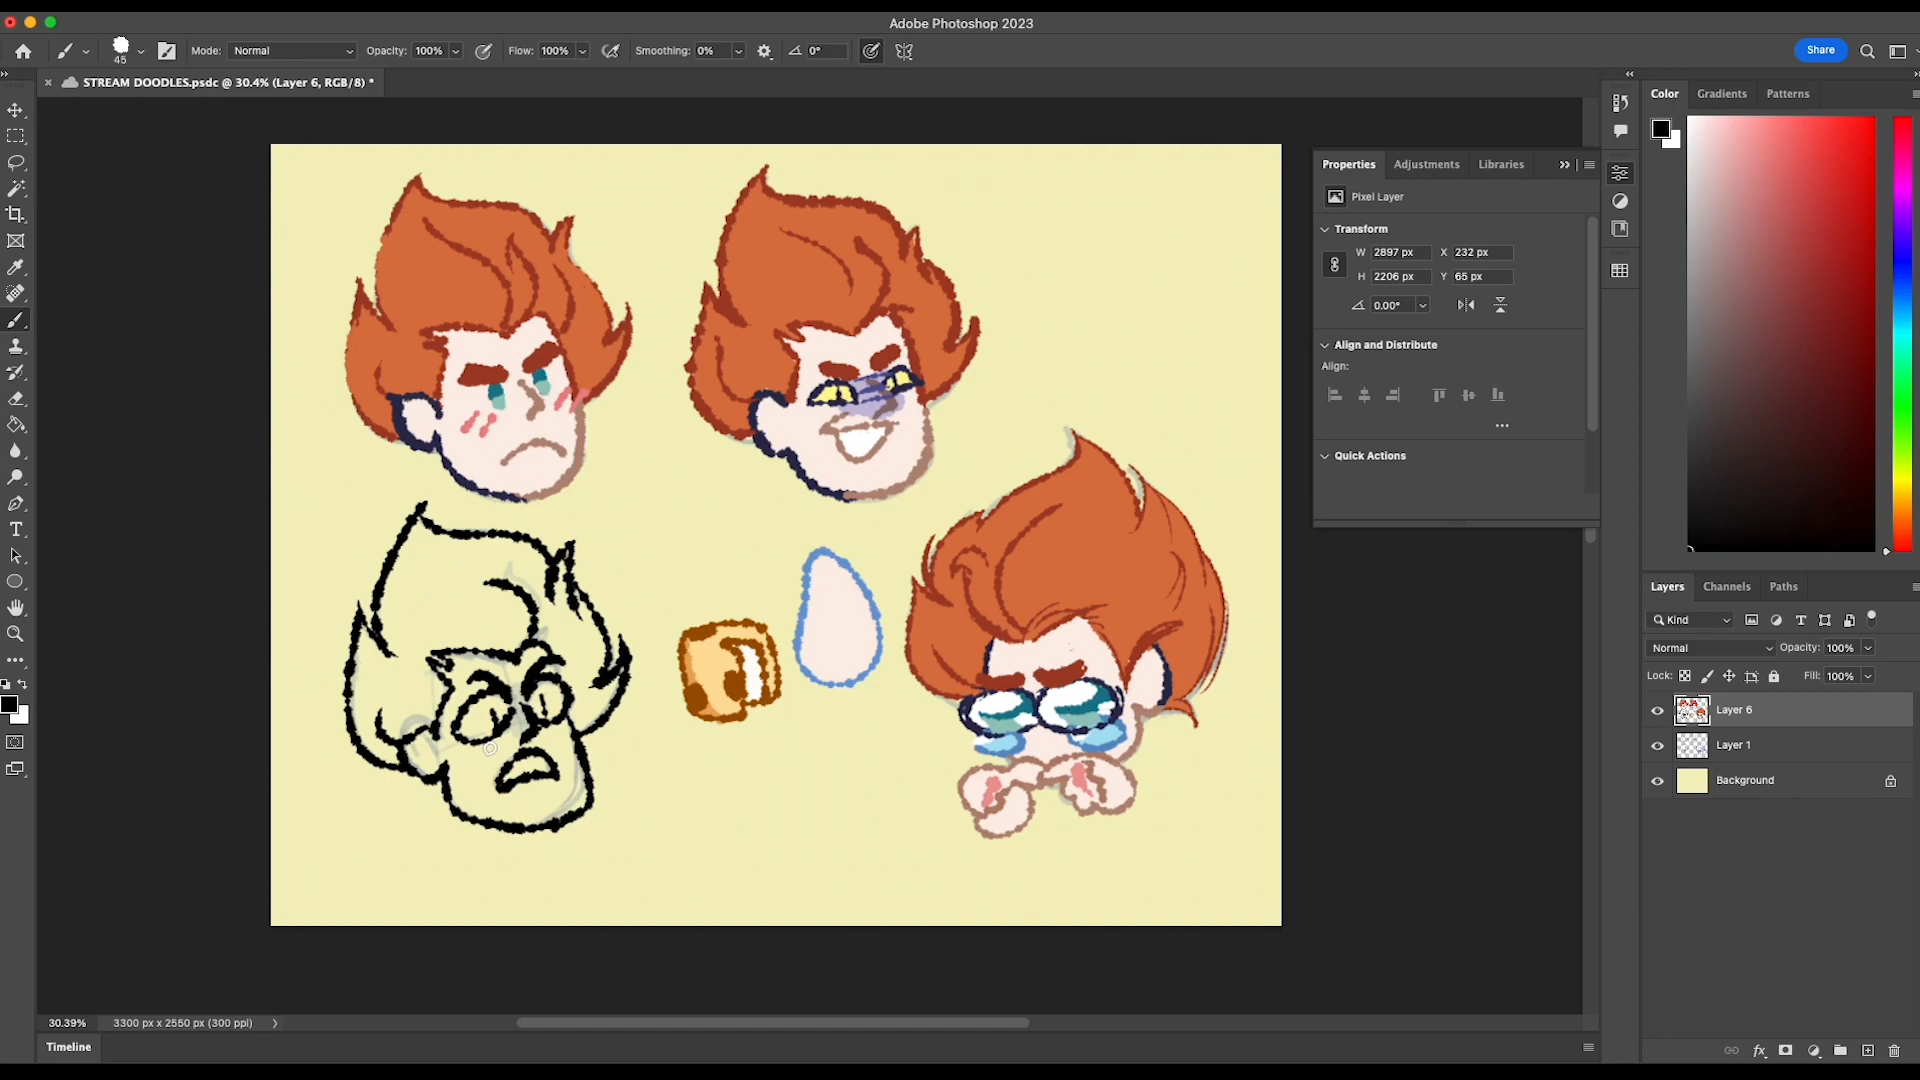 Adobe Photoshop 2023
45
Mode: Normal Opacity: 100% Flow: 100% Smoothing: 0% 0° Share
STREAM DOODLES.psdc @ 30.4% (Layer 6, RGB/8) *
Color Gradients Patterns
Properties Adjustments Libraries
Pixel Layer
Transform
W 2897 px X 232 px
H 2206 px Y 65 px
0.00°
Align and Distribute
Align:
Quick Actions
Layers Channels Paths
Kind
Normal Opacity: 100%
Lock: Fill: 100%
Layer 6
Layer 1
Background
30.39% 3300 px x 2550 px (300 ppi)
Timeline